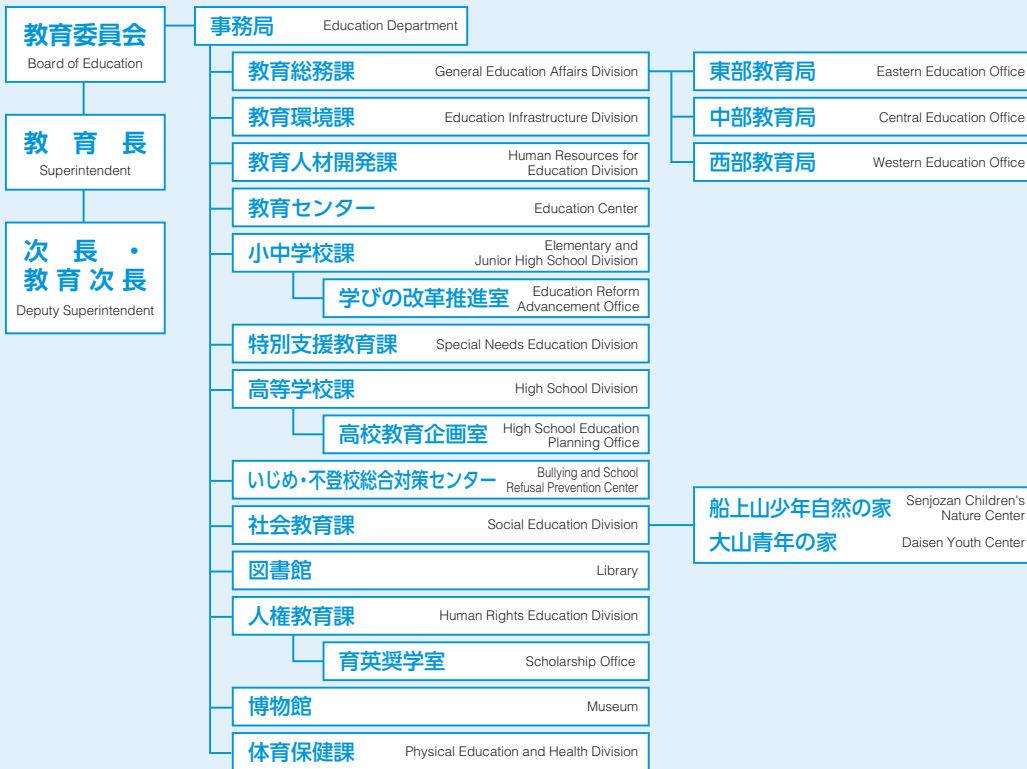 教育委員会
Board of Education
教育長
Superintendent
次長・
教育次長
Deputy Superintendent
事務局 Education Department
教育総務課 General Education Affairs Division
東部教育局 Eastern Education Office
中部教育局 Central Education Office
西部教育局 Western Education Office
教育環境課 Education Infrastructure Division
教育人材開発課 Human Resources for
Education Division
教育センター Education Center
小中学校課 Elementary and
Junior High School Division
学びの改革推進室 Education Reform
Advancement Office
特別支援教育課 Special Needs Education Division
高等学校課 High School Division
高校教育企画室 High School Education
Planning Office
いじめ・不登校総合対策センター Bullying and School
Refusal Prevention Center
社会教育課 Social Education Division
船上山少年自然の家 Senjozan Children's
Nature Center
大山青年の家 Daisen Youth Center
図書館 Library
人権教育課 Human Rights Education Division
育英奨学室 Scholarship Office
博物館 Museum
体育保健課 Physical Education and Health Division